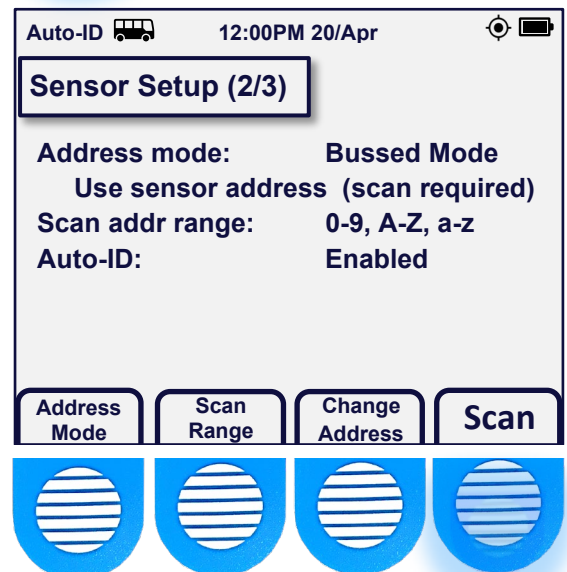 Auto-ID 12:00PM 20/Apr
Sensor Setup (2/3)
Address mode: Bussed Mode
Use sensor address (scan required)
Scan addr range: 0-9, A-Z, a-z
Auto-ID: Enabled
Address Mode
Scan Range
Change Address
Scan